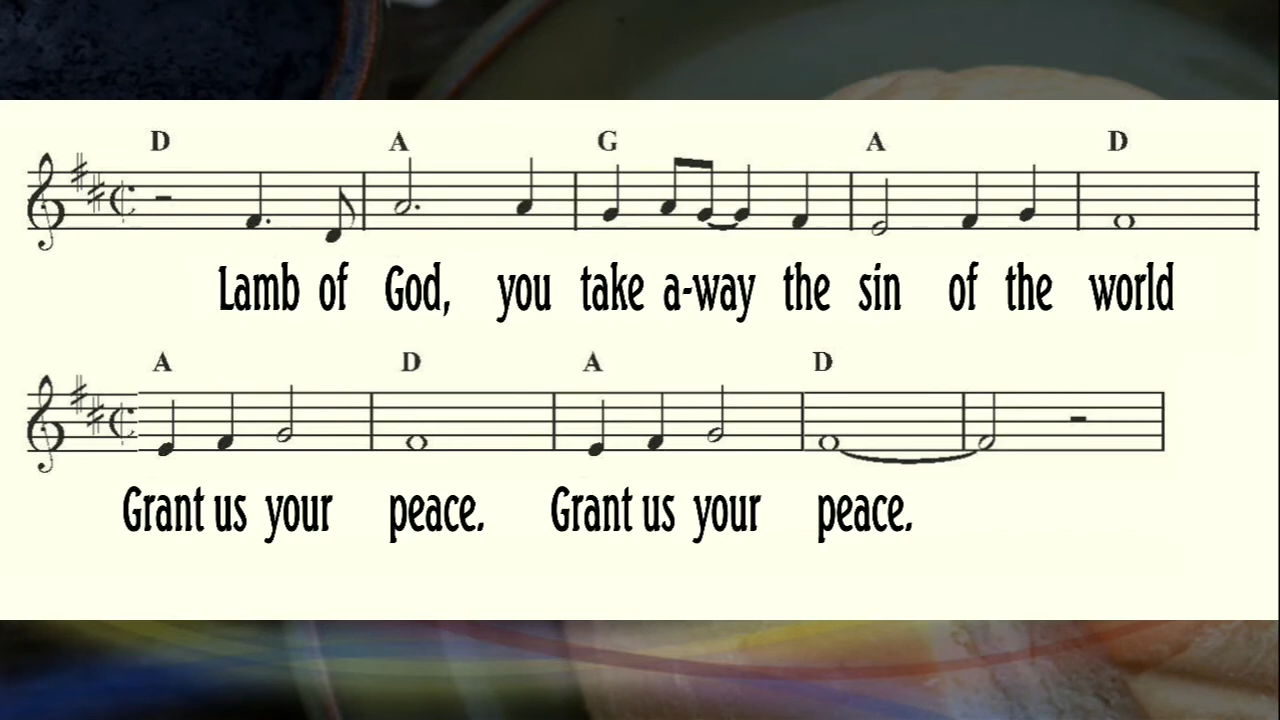 D A G A D
Lamb of God, you take a-way the sin of the world
A D A D
Grant us your peace. Grant us your peace.